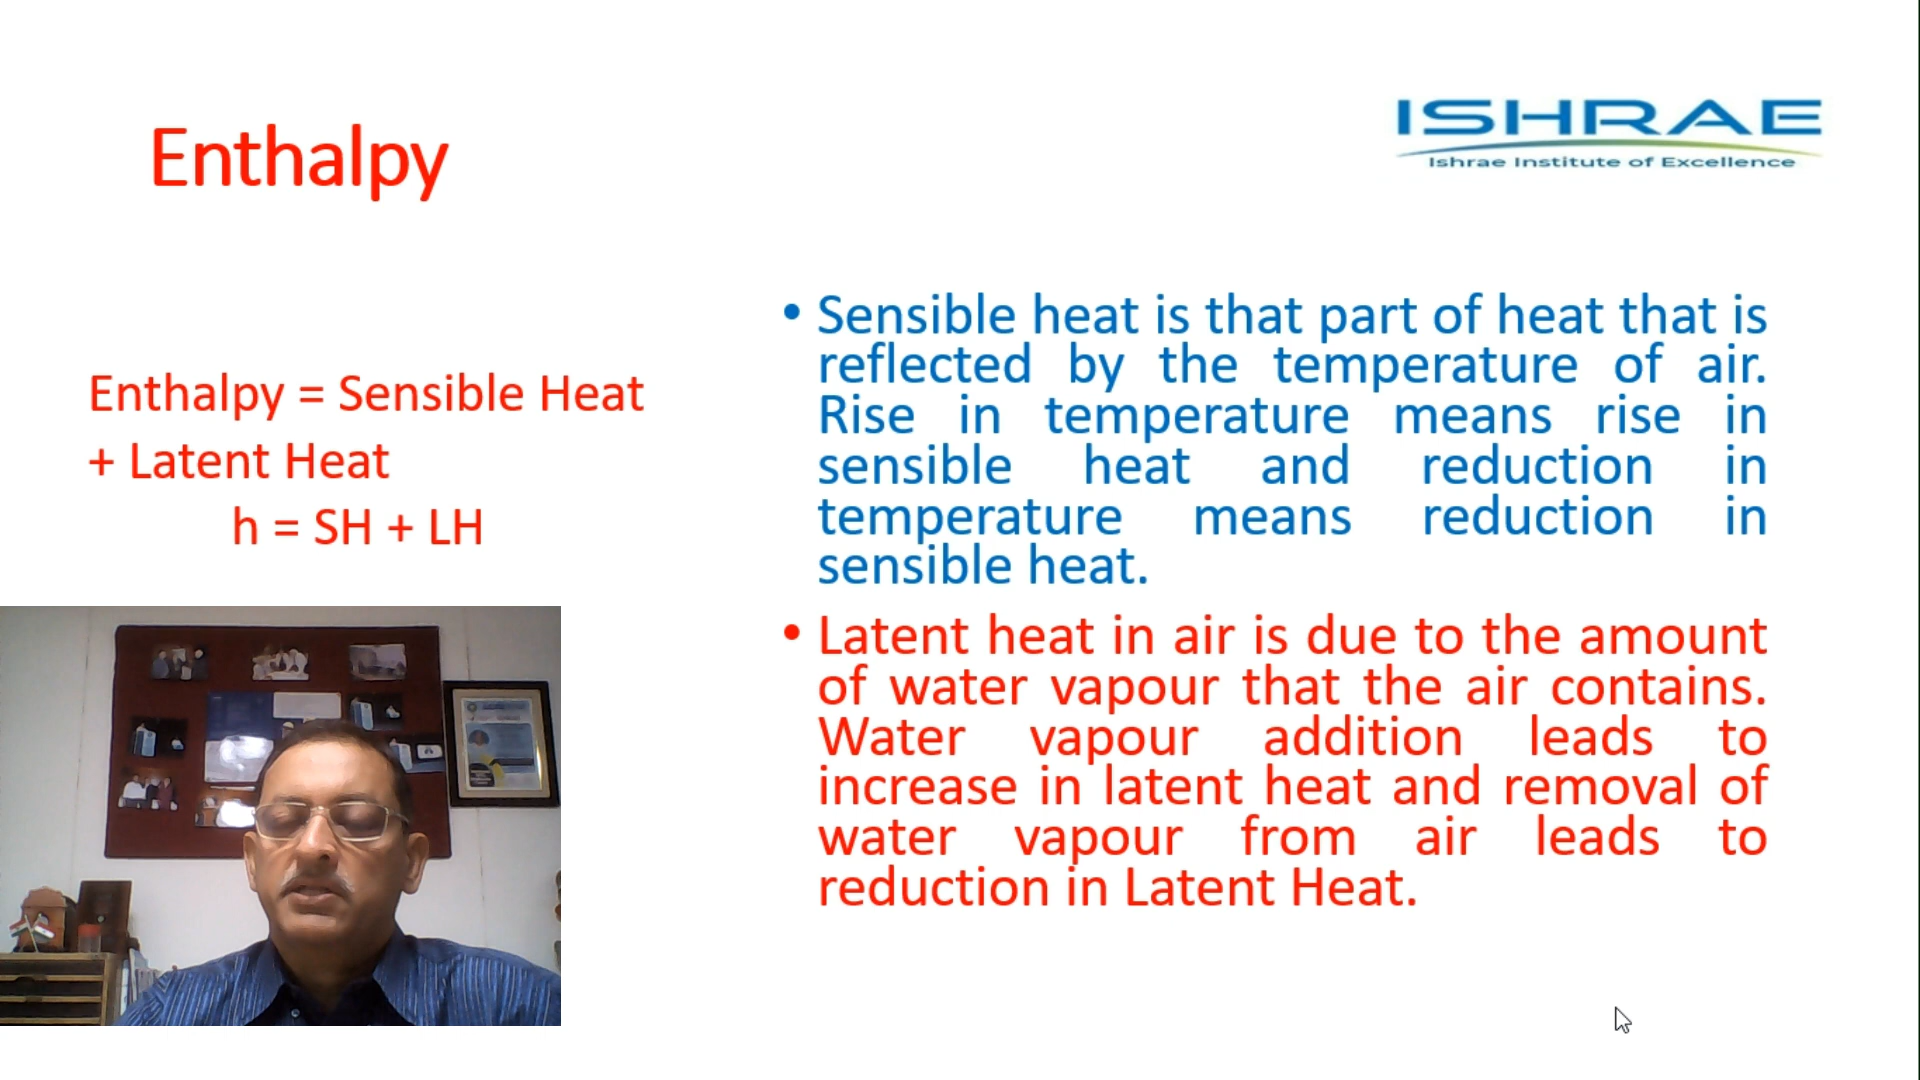 Enthalpy
ISHRAE
Ishrae Institute of Excellence
Enthalpy = Sensible Heat
+ Latent Heat
h = SH + LH
• Sensible heat is that part of heat that is
reflected by the temperature of air.
Rise in temperature means rise in
sensible heat and reduction in
temperature means reduction in
sensible heat.
• Latent heat in air is due to the amount
of water vapour that the air contains.
Water vapour addition leads to
increase in latent heat and removal of
water vapour from air leads to
reduction in Latent Heat.